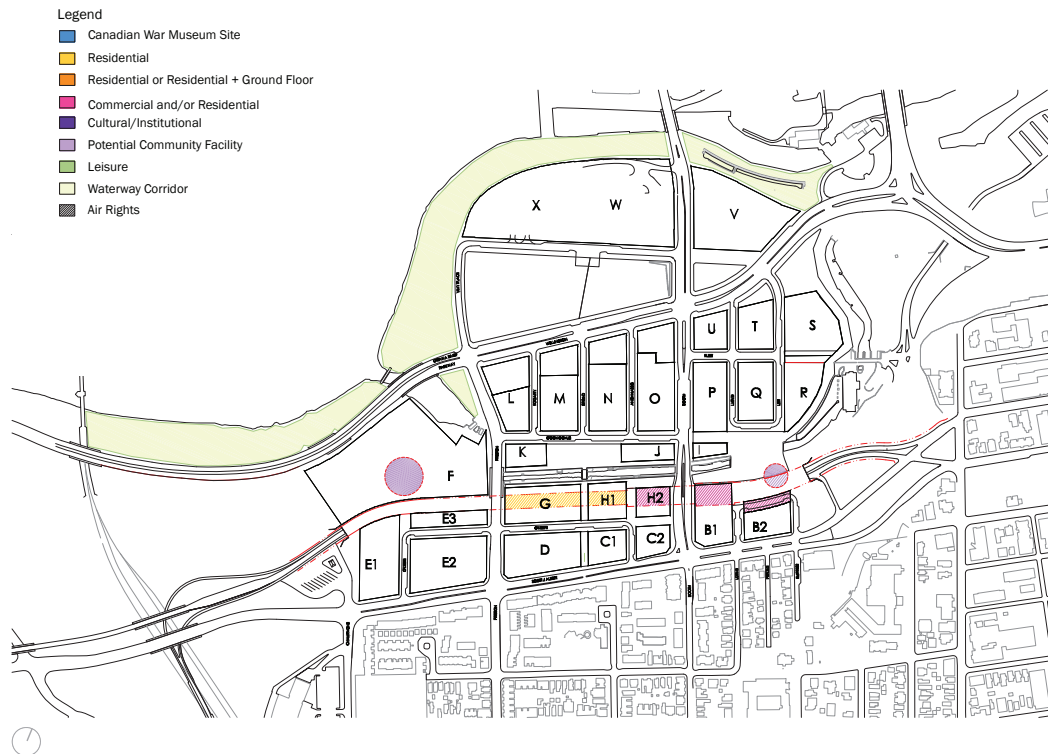 Legend
Canadian War Museum Site
Residential
Residential or Residential + Ground Floor
Commercial and/or Residential
Cultural/Institutional
Potential Community Facility
Leisure
Waterway Corridor
Air Rights
X
W
V
S
U
T
L
M
N
O
P
Q
R
K
J
I
F
G
H1
H2
E3
B1
B2
E1
E2
D
C1
C2